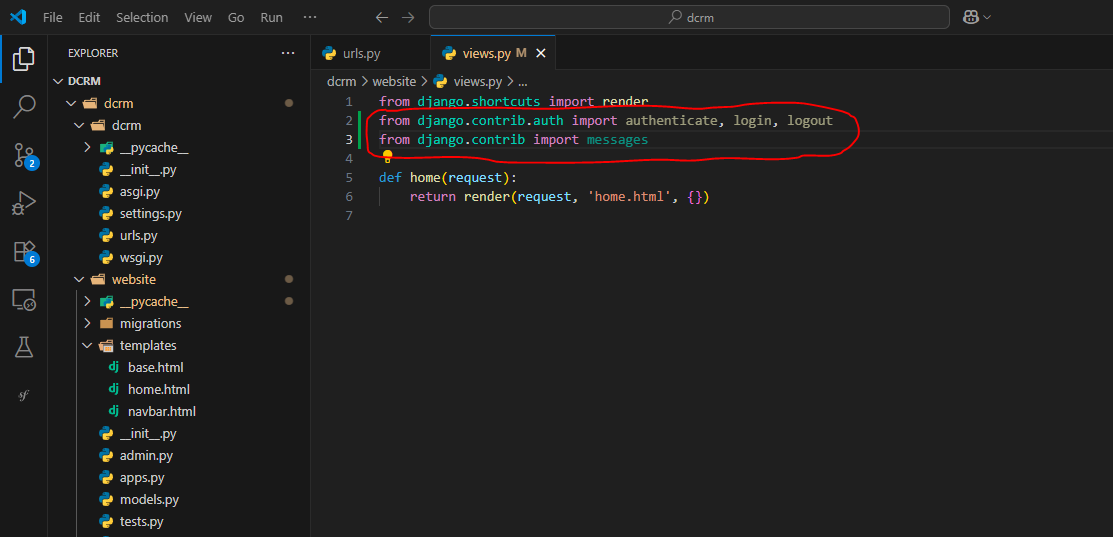 File Edit Selection View Go Run ···
dcrm
EXPLORER ···
DCRM
dcrm
dcrm
__pycache__
__init__.py
asgi.py
settings.py
urls.py
wsgi.py
website
__pycache__
migrations
templates
base.html
home.html
navbar.html
__init__.py
admin.py
apps.py
models.py
tests.py
2
6
urls.py
views.py M
dcrm > website > views.py > ...
1 from django.shortcuts import render
2 from django.contrib.auth import authenticate, login, logout
3 from django.contrib import messages
4
5 def home(request):
6 return render(request, 'home.html', {})
7